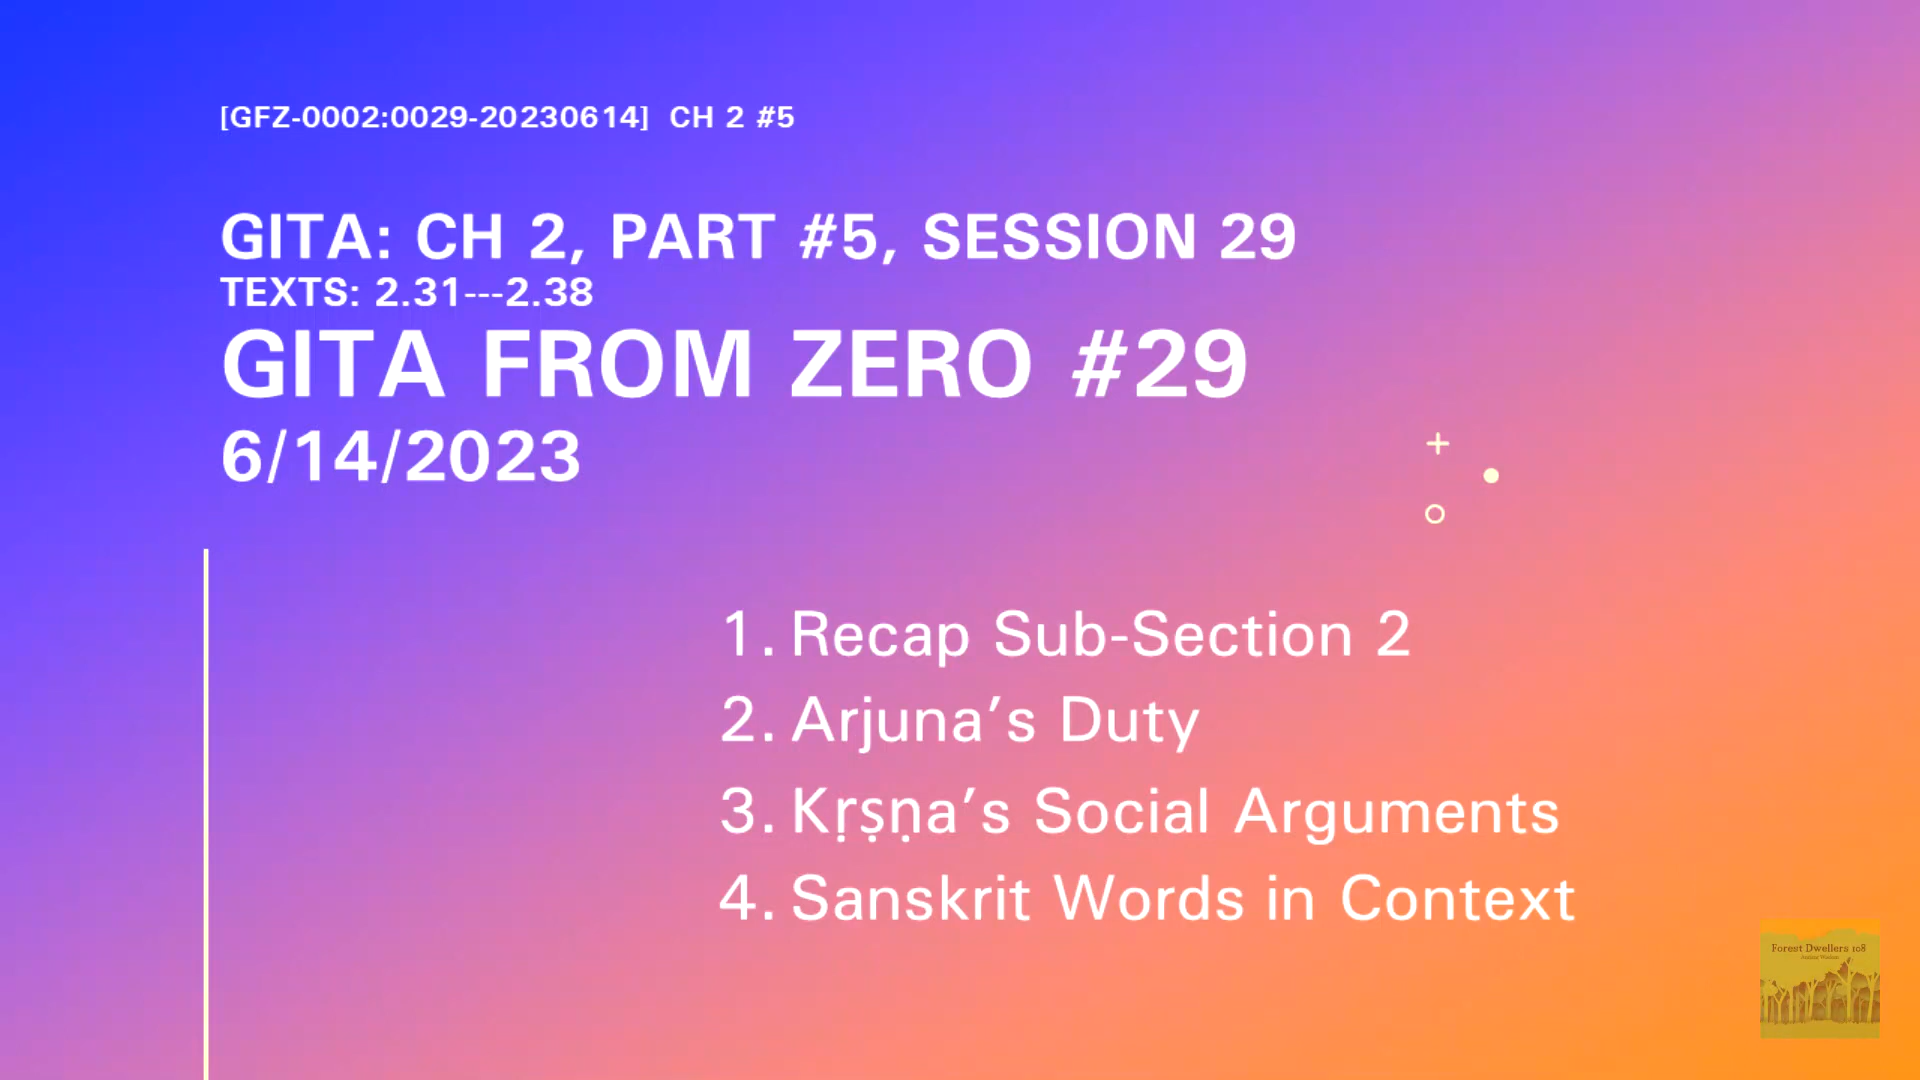 [GFZ-0002:0029-20230614] CH 2 #5
GITA: CH 2, PART #5, SESSION 29
TEXTS: 2.31---2.38
GITA FROM ZERO #29
6/14/2023
1. Recap Sub-Section 2
2. Arjuna’s Duty
3. Kṛṣṇa’s Social Arguments
4. Sanskrit Words in Context
Forest Dwellers 108
Ancient Wisdom